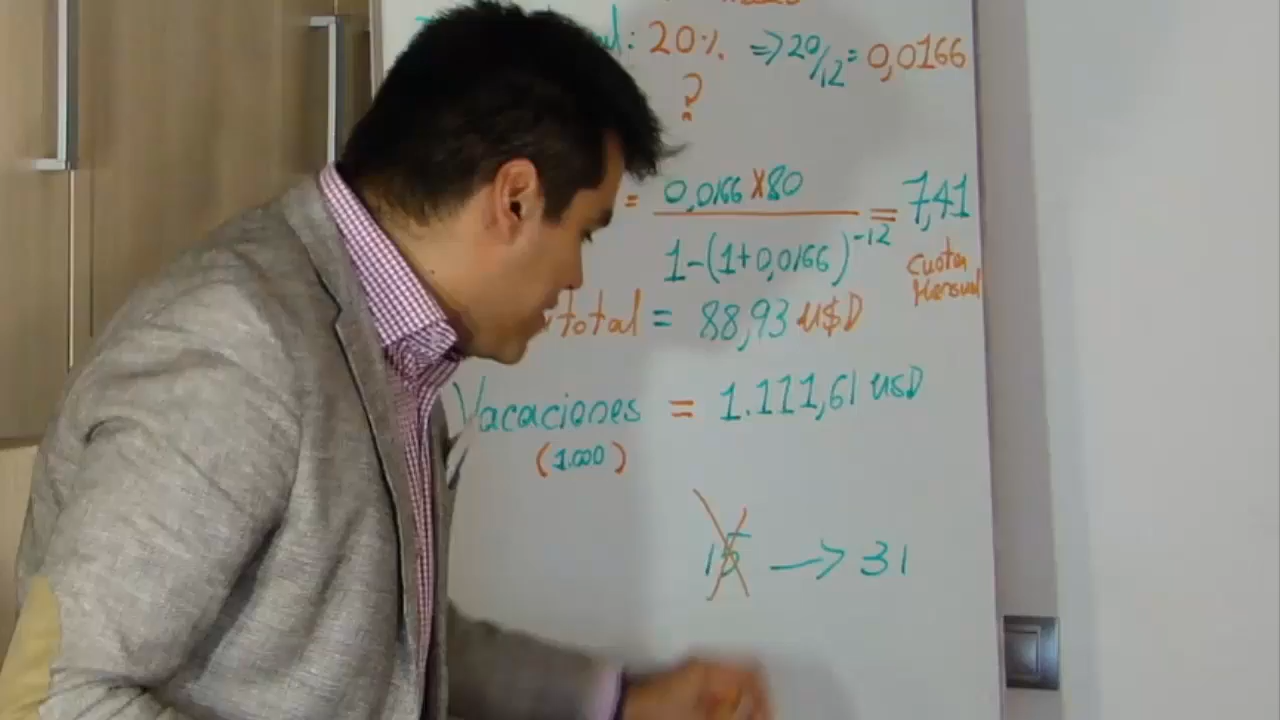 20% => 20/12 = 0,0166
?
= 0,0166 x 80 / 1-(1+0,0166)^-12 = 7,41
cuota
Mensual
total = 88,93 u$D
Vacaciones = 1.111,61 usD
(1.000)
15 -> 31